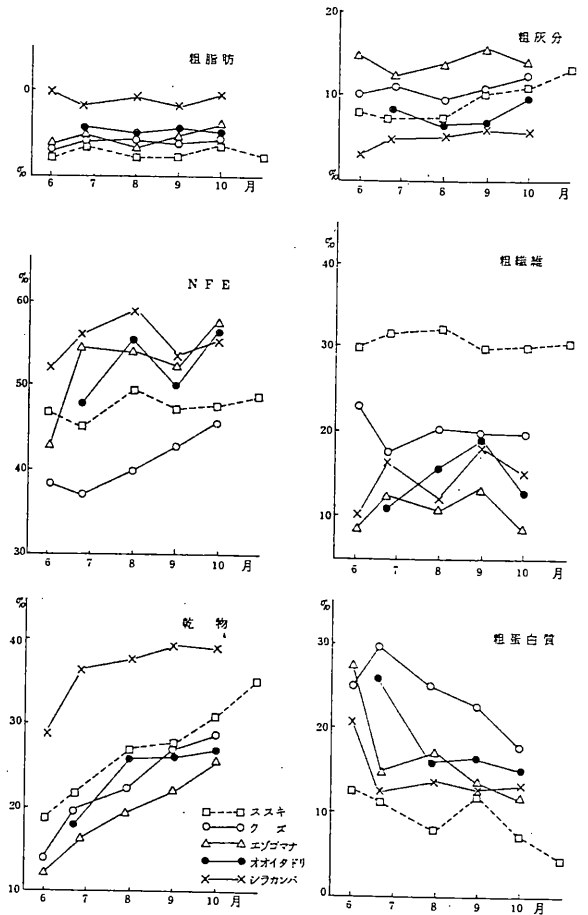 粗脂肪
0
%
6 7 8 9 10 月
粗灰分
20
10
%
6 7 8 9 10 月
NFE
%
60
50
40
30
6 7 8 9 10 月
粗繊維
%
40
30
20
10
6 7 8 9 10 月
乾物
%
40
30
20
10
6 7 8 9 10 月
ススキ
クズ
エゾゴマナ
オオイタドリ
シラカンバ
粗蛋白質
%
30
20
10
0
6 7 8 9 10 月